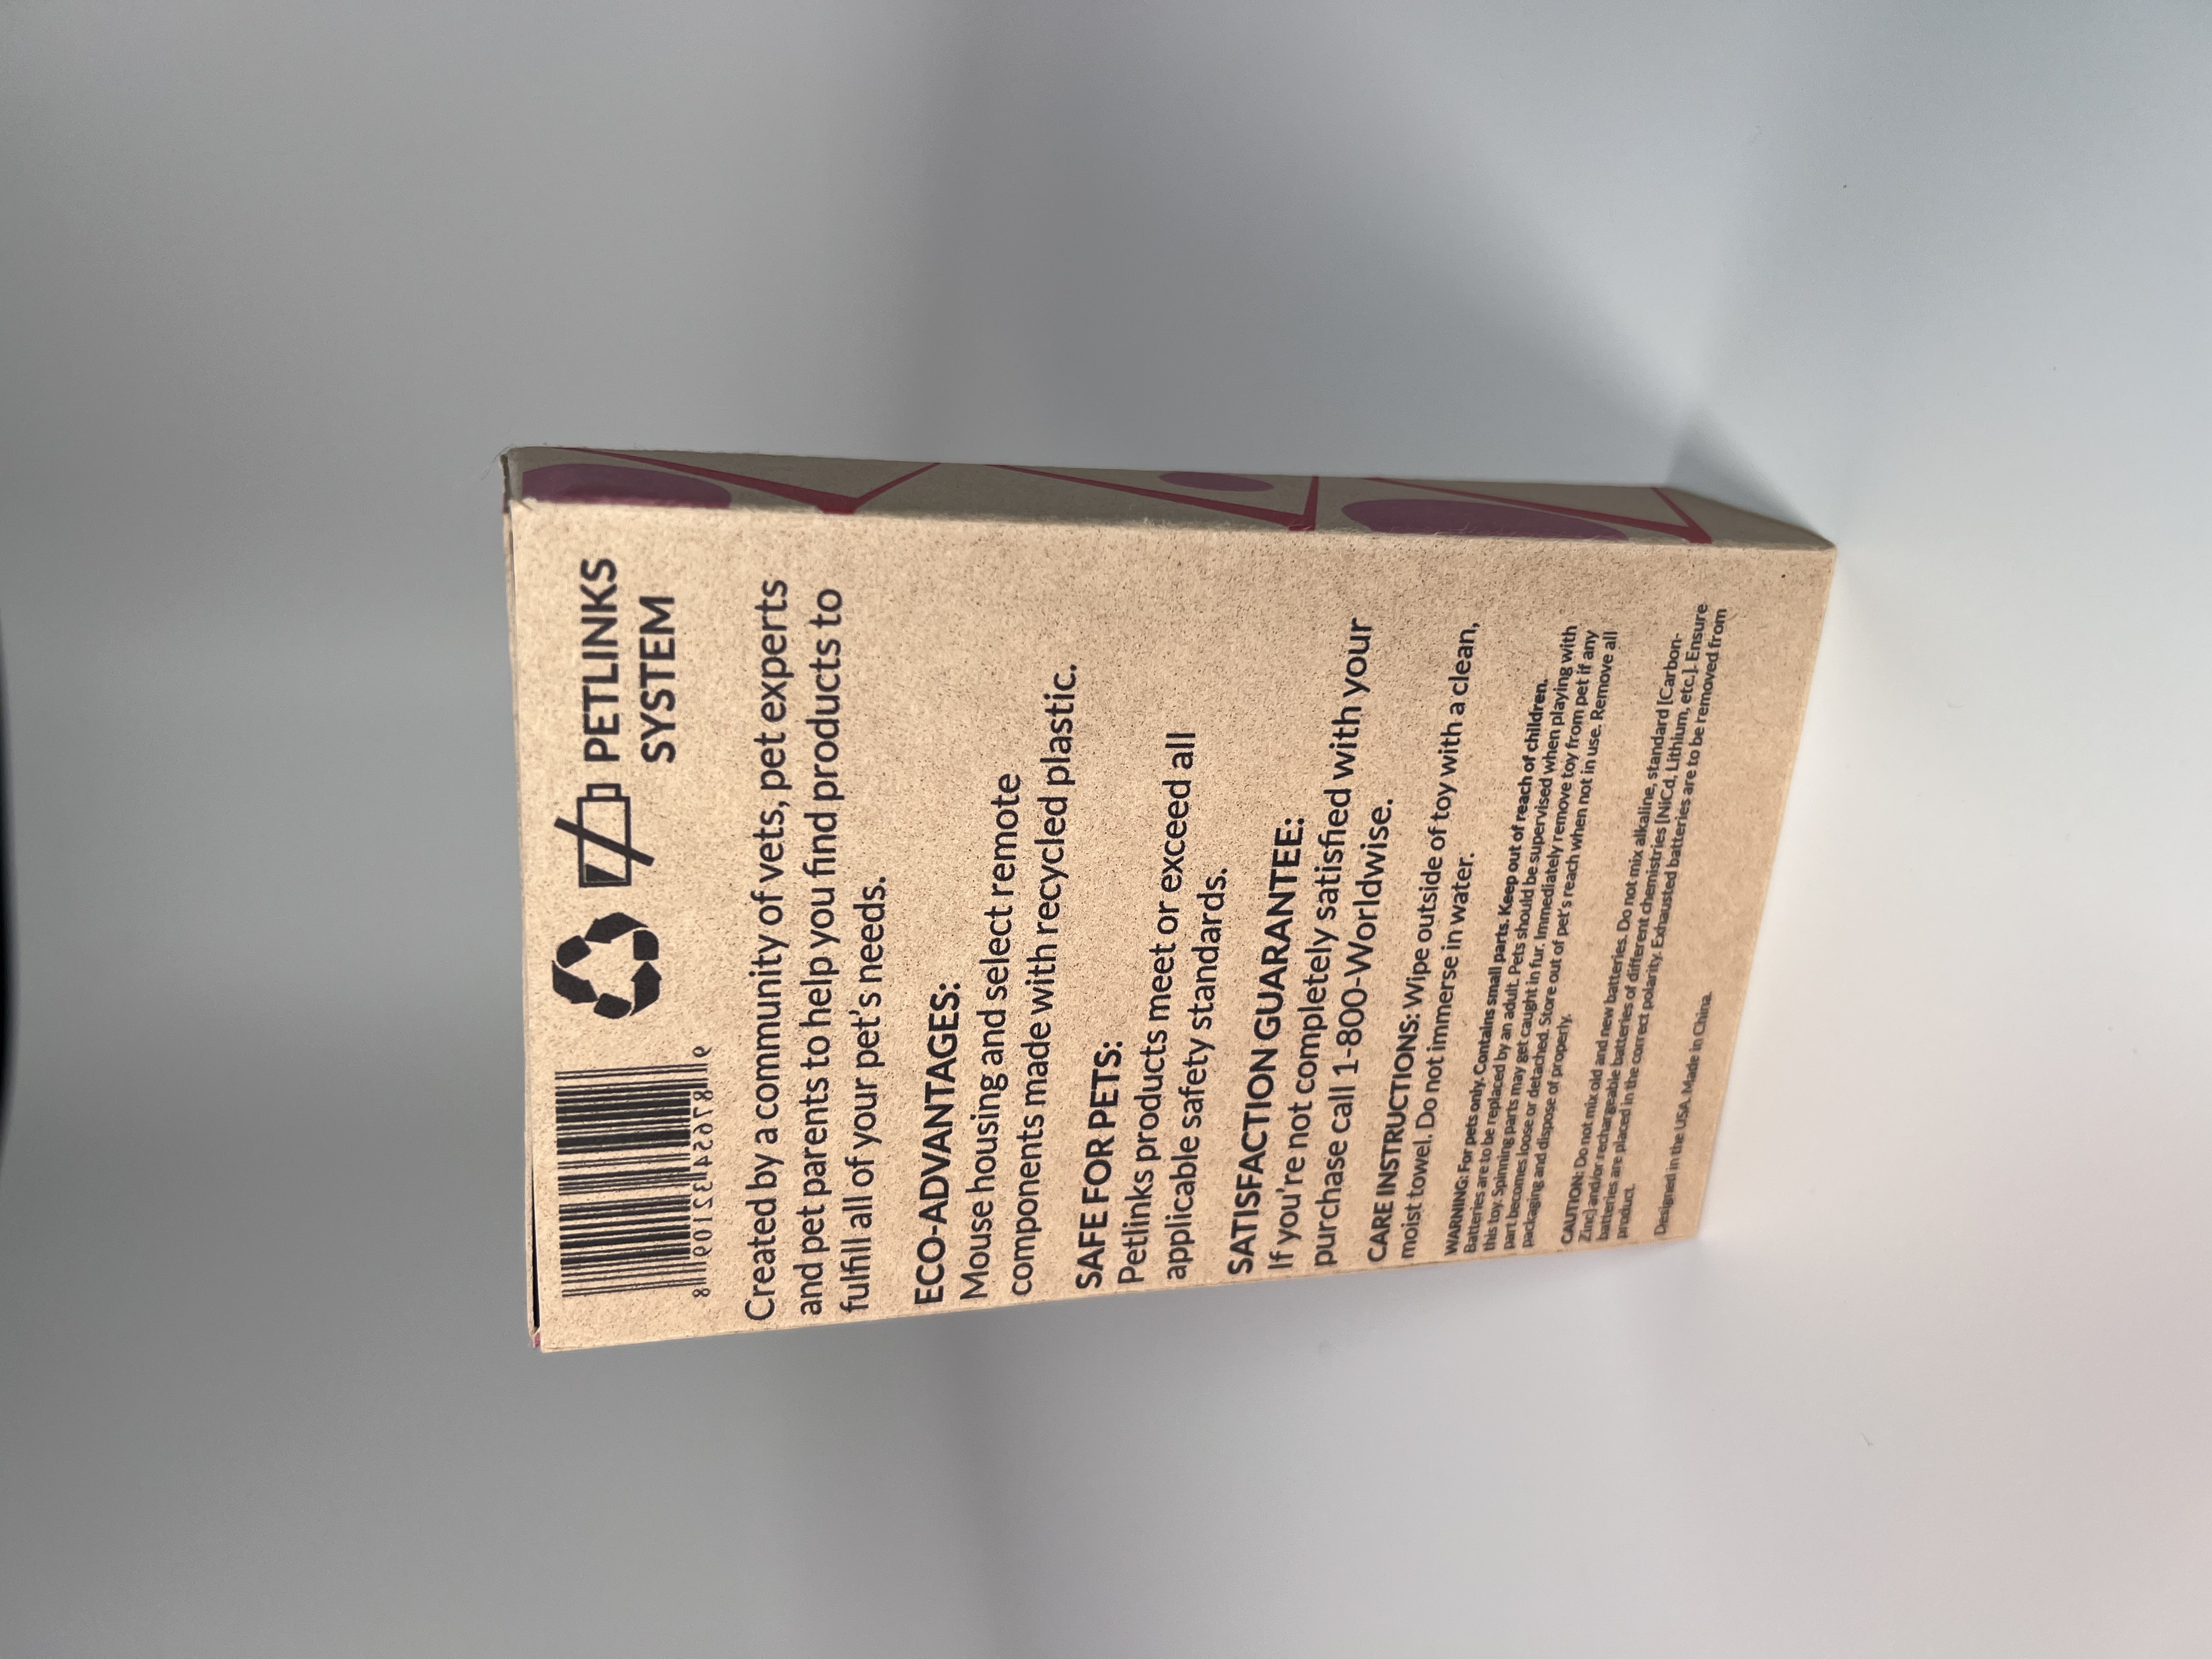 9 876543 21098
PETLINKS
SYSTEM
Created by a community of vets, pet experts
and pet parents to help you find products to
fulfill all of your pet's needs.
ECO-ADVANTAGES:
Mouse housing and select remote
components made with recycled plastic.
SAFE FOR PETS:
Petlinks products meet or exceed all
applicable safety standards.
SATISFACTION GUARANTEE:
If you're not completely satisfied with your
purchase call 1-800-Worldwise.
CARE INSTRUCTIONS: Wipe outside of toy with a clean,
moist towel. Do not immerse in water.
WARNING: For pets only. Contains small parts. Keep out of reach of children.
Batteries are to be replaced by an adult. Pets should be supervised when playing with
this toy. Spinning parts may get caught in fur. Immediately remove toy from pet if any
part becomes loose or detached. Store out of pet's reach when not in use. Remove all
packaging and dispose of properly.
CAUTION: Do not mix old and new batteries. Do not mix alkaline, standard [Carbon-
Zinc] and/or rechargeable batteries of different chemistries [NiCd, Lithium, etc.]. Ensure
batteries are placed in the correct polarity. Exhausted batteries are to be removed from
product.
Designed in the USA. Made in China.